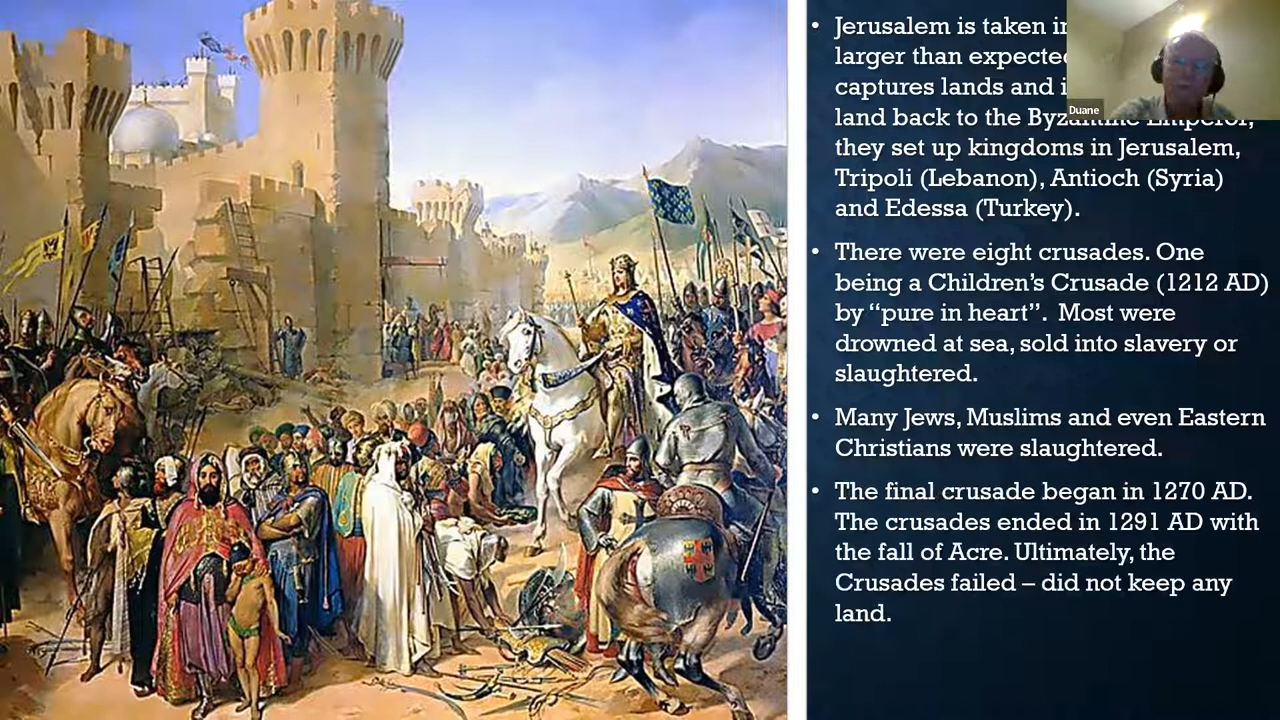 • Jerusalem is taken
larger than expected
captures lands and
land back to the Byzantine Emperor,
they set up kingdoms in Jerusalem,
Tripoli (Lebanon), Antioch (Syria)
and Edessa (Turkey).
• There were eight crusades. One
being a Children’s Crusade (1212 AD)
by “pure in heart”. Most were
drowned at sea, sold into slavery or
slaughtered.
• Many Jews, Muslims and even Eastern
Christians were slaughtered.
• The final crusade began in 1270 AD.
The crusades ended in 1291 AD with
the fall of Acre. Ultimately, the
Crusades failed – did not keep any
land.
Duane